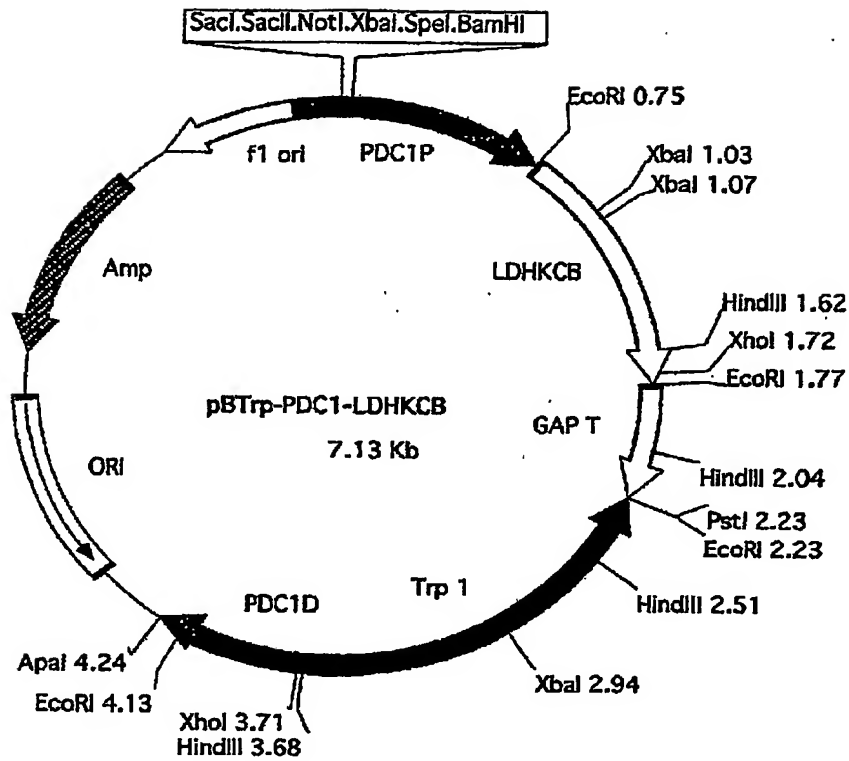 SacI.SacII.NotI.XbaI.SpeI.BamHI
EcoRI 0.75
f1 ori
PDC1P
XbaI 1.03
XbaI 1.07
Amp
LDHKCB
HindIII 1.62
XhoI 1.72
EcoRI 1.77
pBTrp-PDC1-LDHKCB
7.13 Kb
GAP T
ORI
HindIII 2.04
PstI 2.23
EcoRI 2.23
Trp 1
PDC1D
HindIII 2.51
ApaI 4.24
EcoRI 4.13
XbaI 2.94
XhoI 3.71
HindIII 3.68